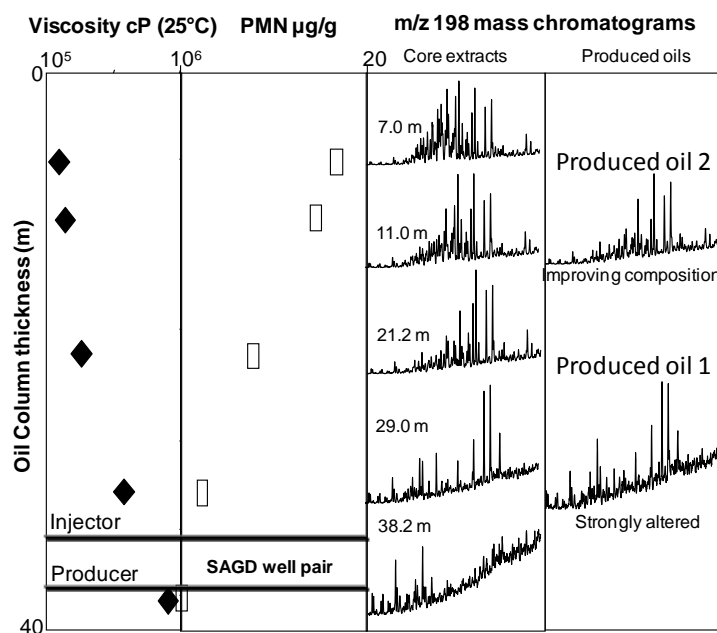 Viscosity cP (25°C) PMN µg/g m/z 198 mass chromatograms
10⁵ 10⁶ 20 Core extracts Produced oils
0
7.0 m
Produced oil 2
11.0 m
Improving composition
21.2 m
Produced oil 1
29.0 m
Strongly altered
38.2 m
Injector
Producer SAGD well pair
40
Oil Column thickness (m)